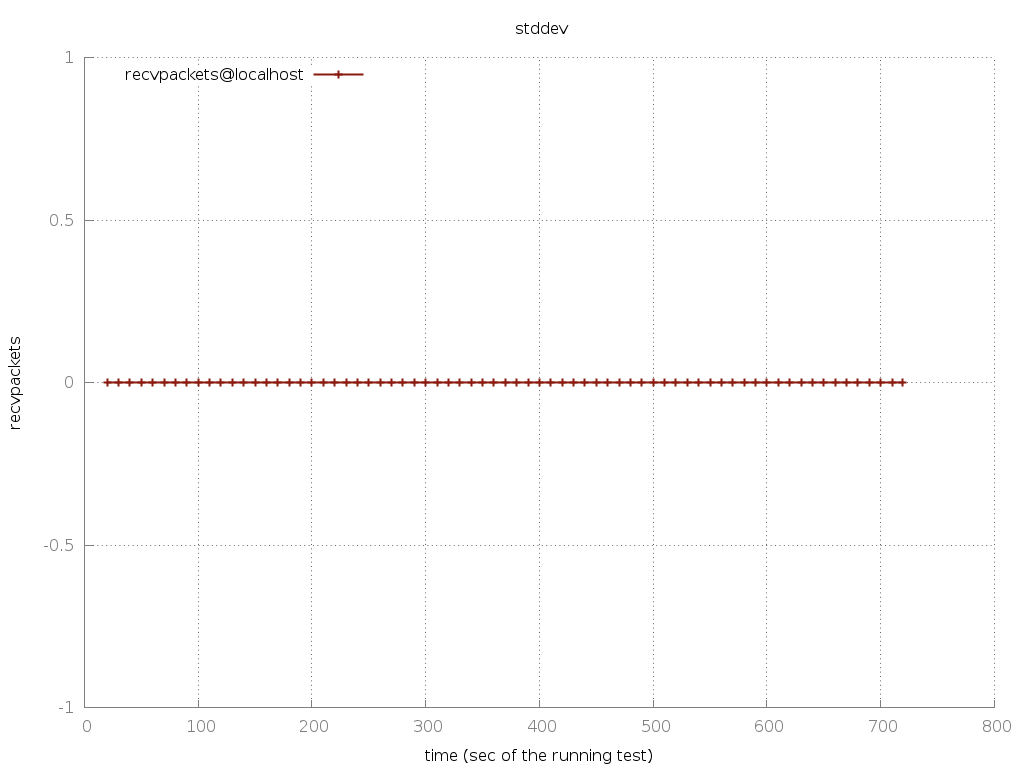 stddev
1
recvpackets@localhost
0.5
recvpackets
0
-0.5
-1
0 100 200 300 400 500 600 700 800
time (sec of the running test)